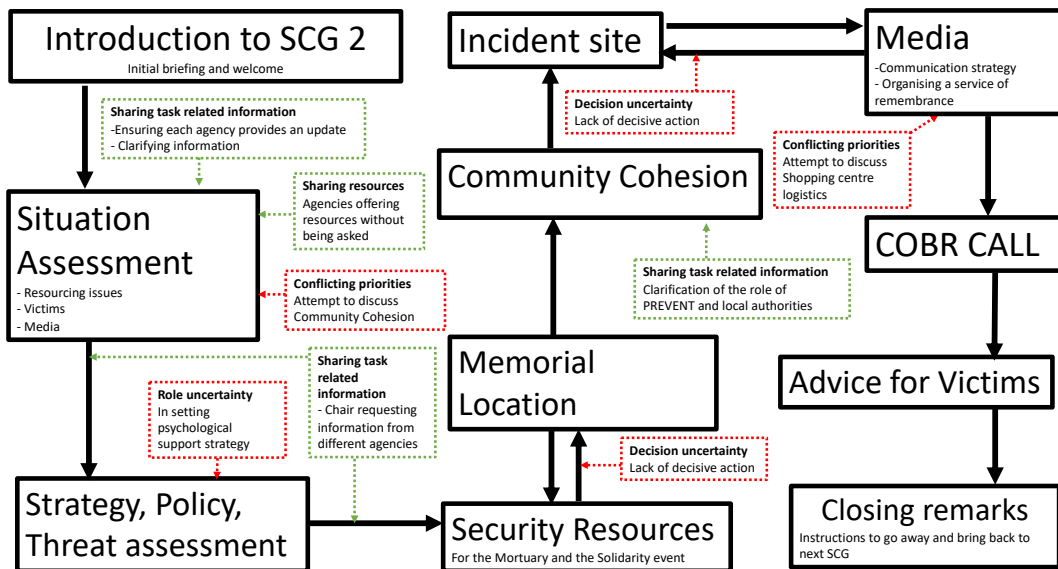 Introduction to SCG 2
Initial briefing and welcome
Sharing task related information
-Ensuring each agency provides an update
- Clarifying information
Situation
Assessment
- Resourcing issues
- Victims
- Media
Sharing resources
Agencies offering
resources without
being asked
Conflicting priorities
Attempt to discuss
Community Cohesion
Sharing task
related
information
- Chair requesting
information from
different agencies
Role uncertainty
In setting
psychological
support strategy
Strategy, Policy,
Threat assessment
Security Resources
For the Mortuary and the Solidarity event
Decision uncertainty
Lack of decisive action
Memorial
Location
Community Cohesion
Sharing task related information
Clarification of the role of
PREVENT and local authorities
Incident site
Decision uncertainty
Lack of decisive action
Media
-Communication strategy
- Organising a service of
remembrance
Conflicting priorities
Attempt to discuss
Shopping centre
logistics
COBR CALL
Advice for Victims
Closing remarks
Instructions to go away and bring back to
next SCG